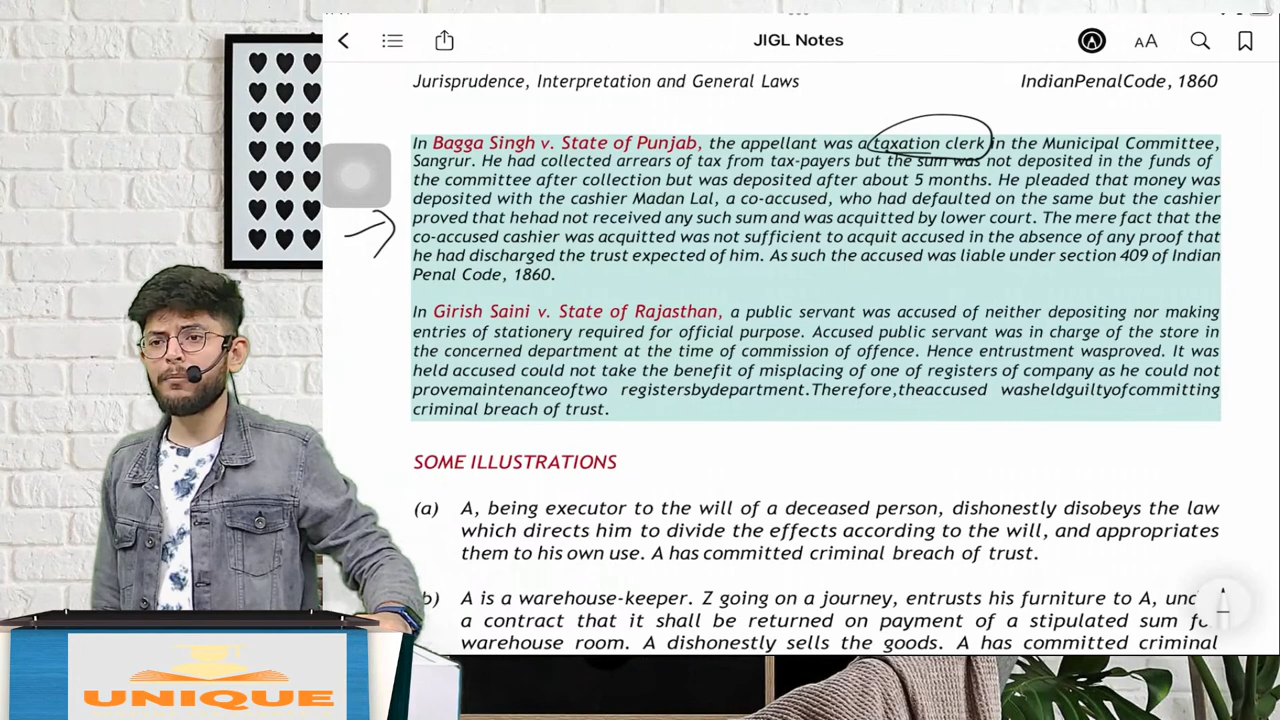 JIGL Notes
AA
Jurisprudence, Interpretation and General Laws IndianPenalCode, 1860
In Bagga Singh v. State of Punjab, the appellant was a taxation clerk in the Municipal Committee,
Sangrur. He had collected arrears of tax from tax-payers but the sum was not deposited in the funds of
the committee after collection but was deposited after about 5 months. He pleaded that money was
deposited with the cashier Madan Lal, a co-accused, who had defaulted on the same but the cashier
proved that hehad not received any such sum and was acquitted by lower court. The mere fact that the
co-accused cashier was acquitted was not sufficient to acquit accused in the absence of any proof that
he had discharged the trust expected of him. As such the accused was liable under section 409 of Indian
Penal Code, 1860.
In Girish Saini v. State of Rajasthan, a public servant was accused of neither depositing nor making
entries of stationery required for official purpose. Accused public servant was in charge of the store in
the concerned department at the time of commission of offence. Hence entrustment wasproved. It was
held accused could not take the benefit of misplacing of one of registers of company as he could not
provemaintenanceoftwo registersbydepartment.Therefore,theaccused washeldguiltyofcommitting
criminal breach of trust.
SOME ILLUSTRATIONS
(a) A, being executor to the will of a deceased person, dishonestly disobeys the law
which directs him to divide the effects according to the will, and appropriates
them to his own use. A has committed criminal breach of trust.
b) A is a warehouse-keeper. Z going on a journey, entrusts his furniture to A, und
a contract that it shall be returned on payment of a stipulated sum fo
warehouse room. A dishonestly sells the goods. A has committed criminal
UNIQUE